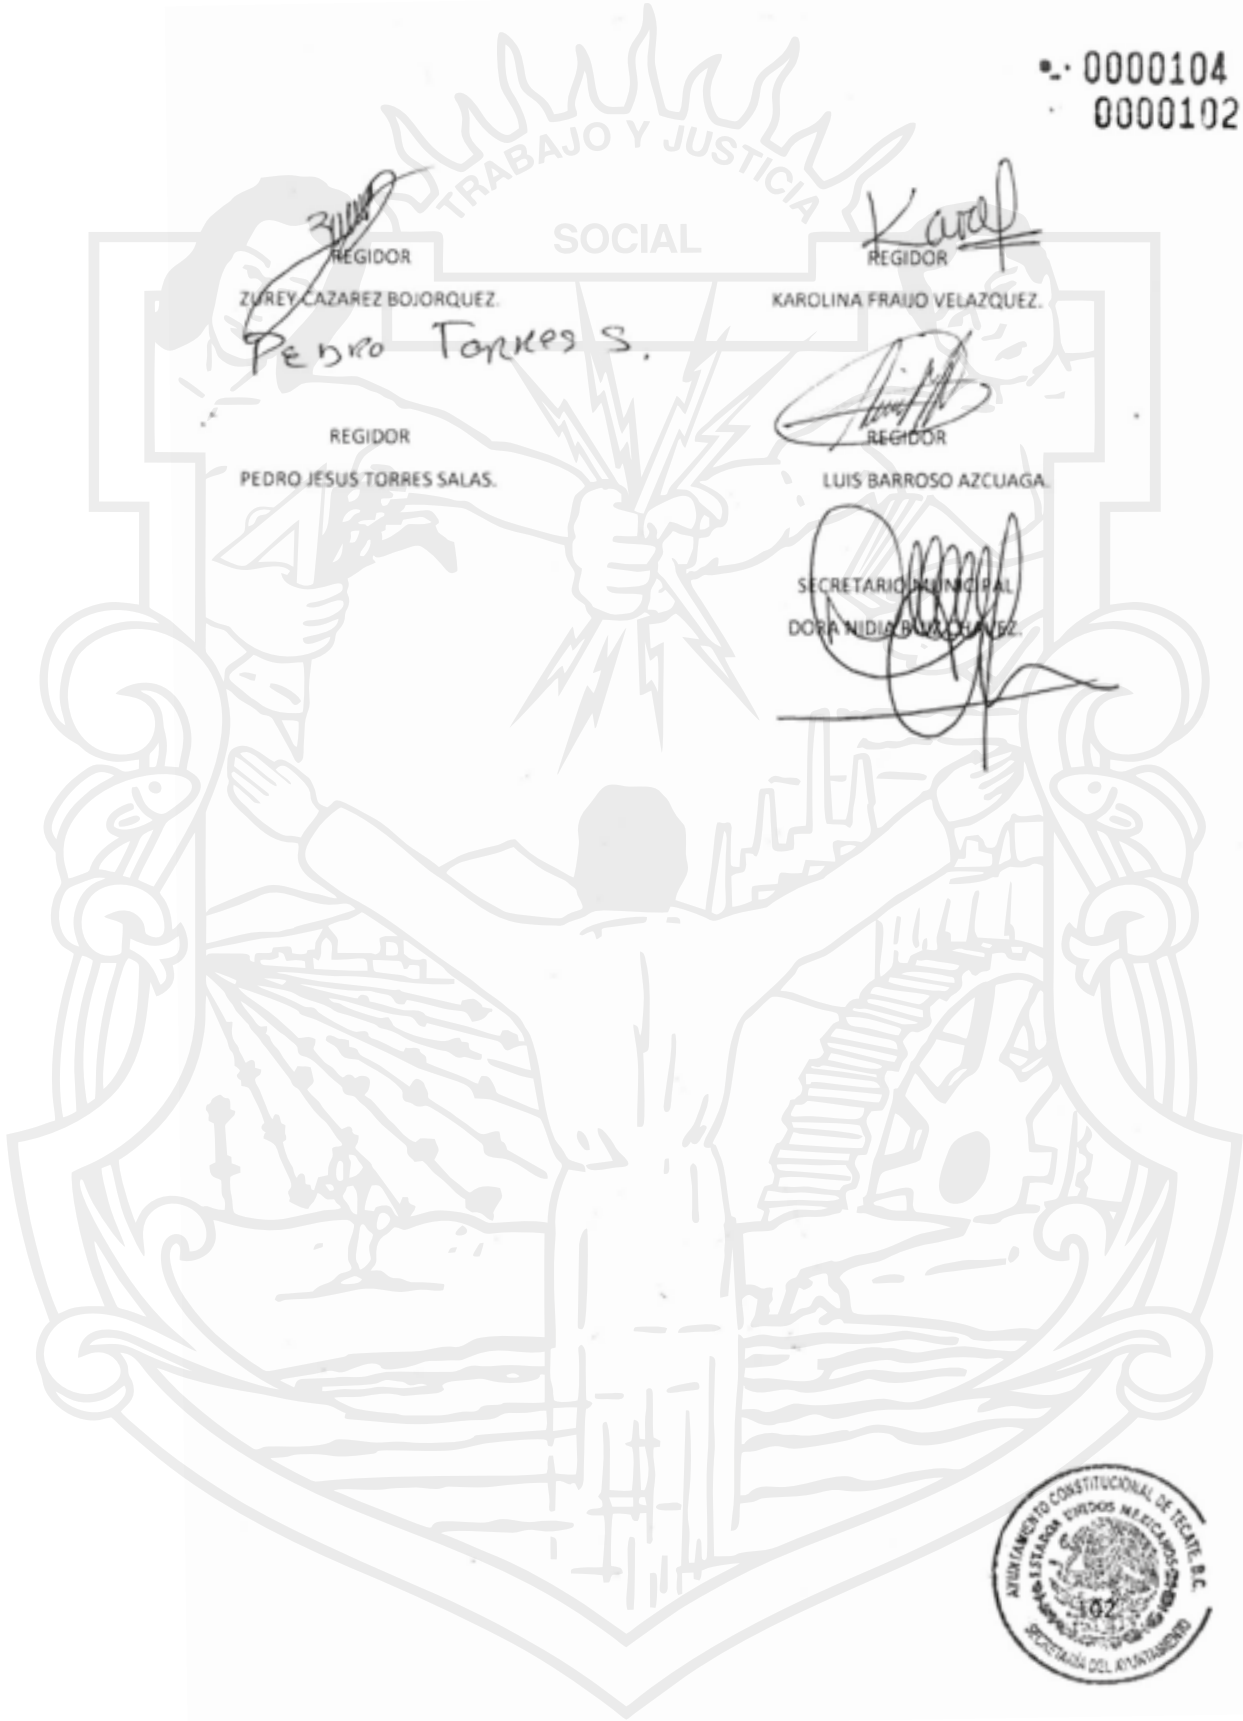 0000104
0000102
TRABAJO Y JUSTICIA
SOCIAL
REGIDOR
ZUREY CAZAREZ BOJORQUEZ.
REGIDOR
KAROLINA FRAIJO VELAZQUEZ.
PEDRO TORRES S.
REGIDOR
PEDRO JESUS TORRES SALAS.
REGIDOR
LUIS BARROSO AZCUAGA.
SECRETARIO MUNICIPAL
DORA NIDIA CHAVEZ.
AYUNTAMIENTO CONSTITUCIONAL DE TECATE, B.C.
ESTADOS UNIDOS MEXICANOS
102
SECRETARÍA DEL AYUNTAMIENTO